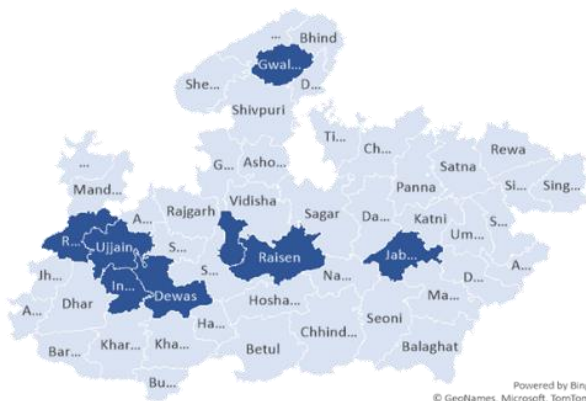 ...
Bhind
Gwal...
She...
D...
Shivpuri
Ti...
Ch...
Rewa
...
G...
Asho...
Satna
Mand...
Panna
Si...
Sing...
A...
Rajgarh
Vidisha
Sagar
Da...
Katni
S...
R...
Ujjain
S...
Um...
Jh...
In...
S...
Raisen
Jab...
A...
Dewas
Na...
D...
A...
Dhar
Hosha...
Ma...
Ha...
Seoni
Bar...
Khar...
Kha...
Betul
Chhind...
Balaghat
Bu...
Powered by Bing
© GeoNames, Microsoft, TomTom